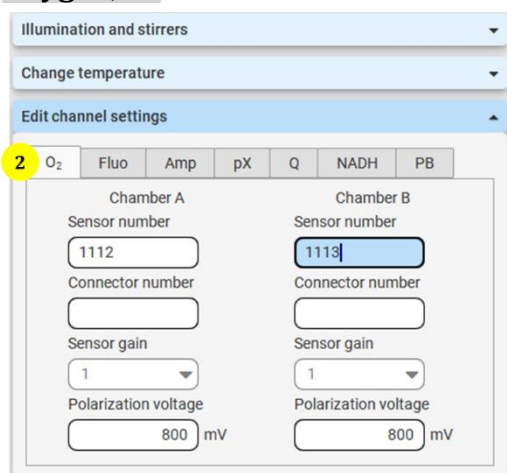 Illumination and stirrers
Change temperature
Edit channel settings
2 O₂ Fluo Amp pX Q NADH PB
Chamber A Chamber B
Sensor number Sensor number
1112 1113
Connector number Connector number
Sensor gain Sensor gain
1 1
Polarization voltage Polarization voltage
800 mV 800 mV